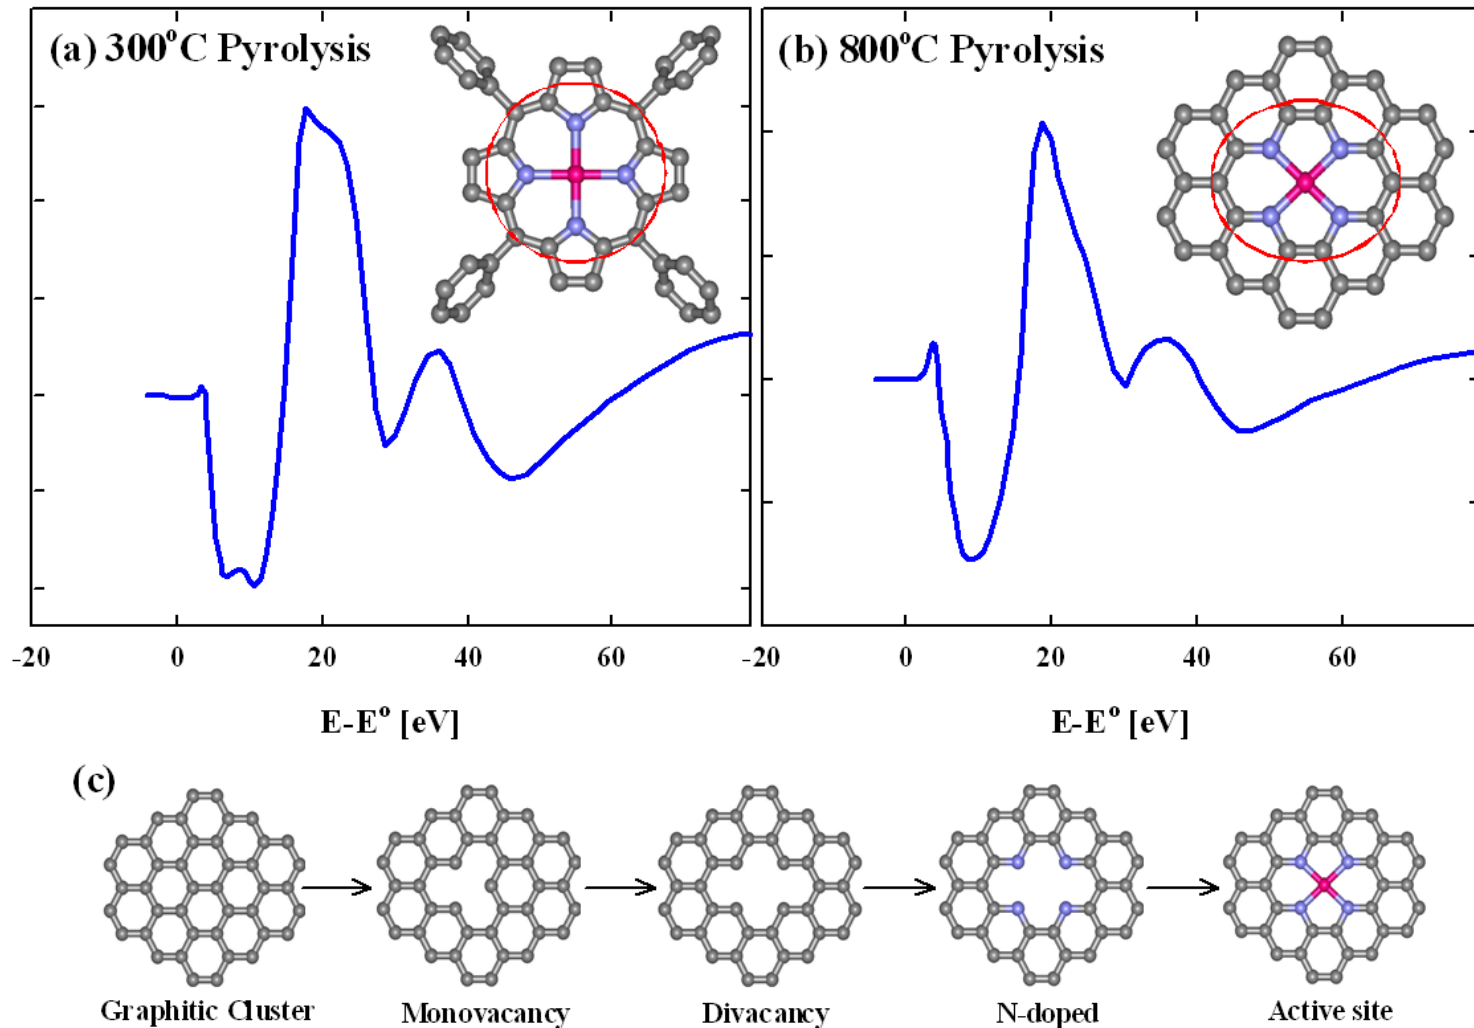 (a) 300°C Pyrolysis
(b) 800°C Pyrolysis
-20 0 20 40 60 -20 0 20 40 60
E-E° [eV] E-E° [eV]
(c)
Graphitic Cluster Monovacancy Divacancy N-doped Active site